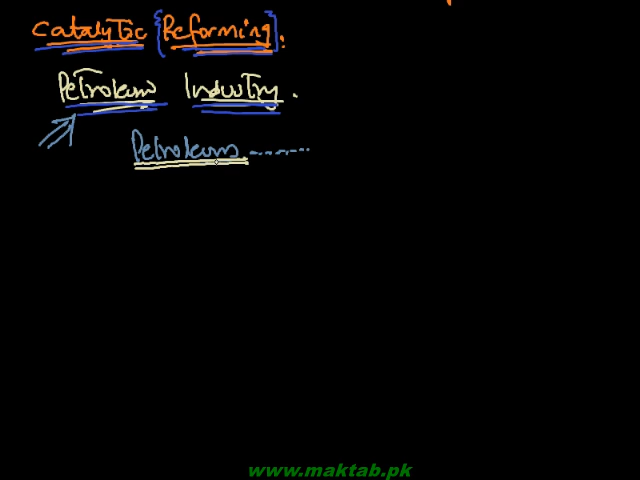 Catalytic {Reforming}.
Petroleum Industry.
Petroleum --------
www.maktab.pk